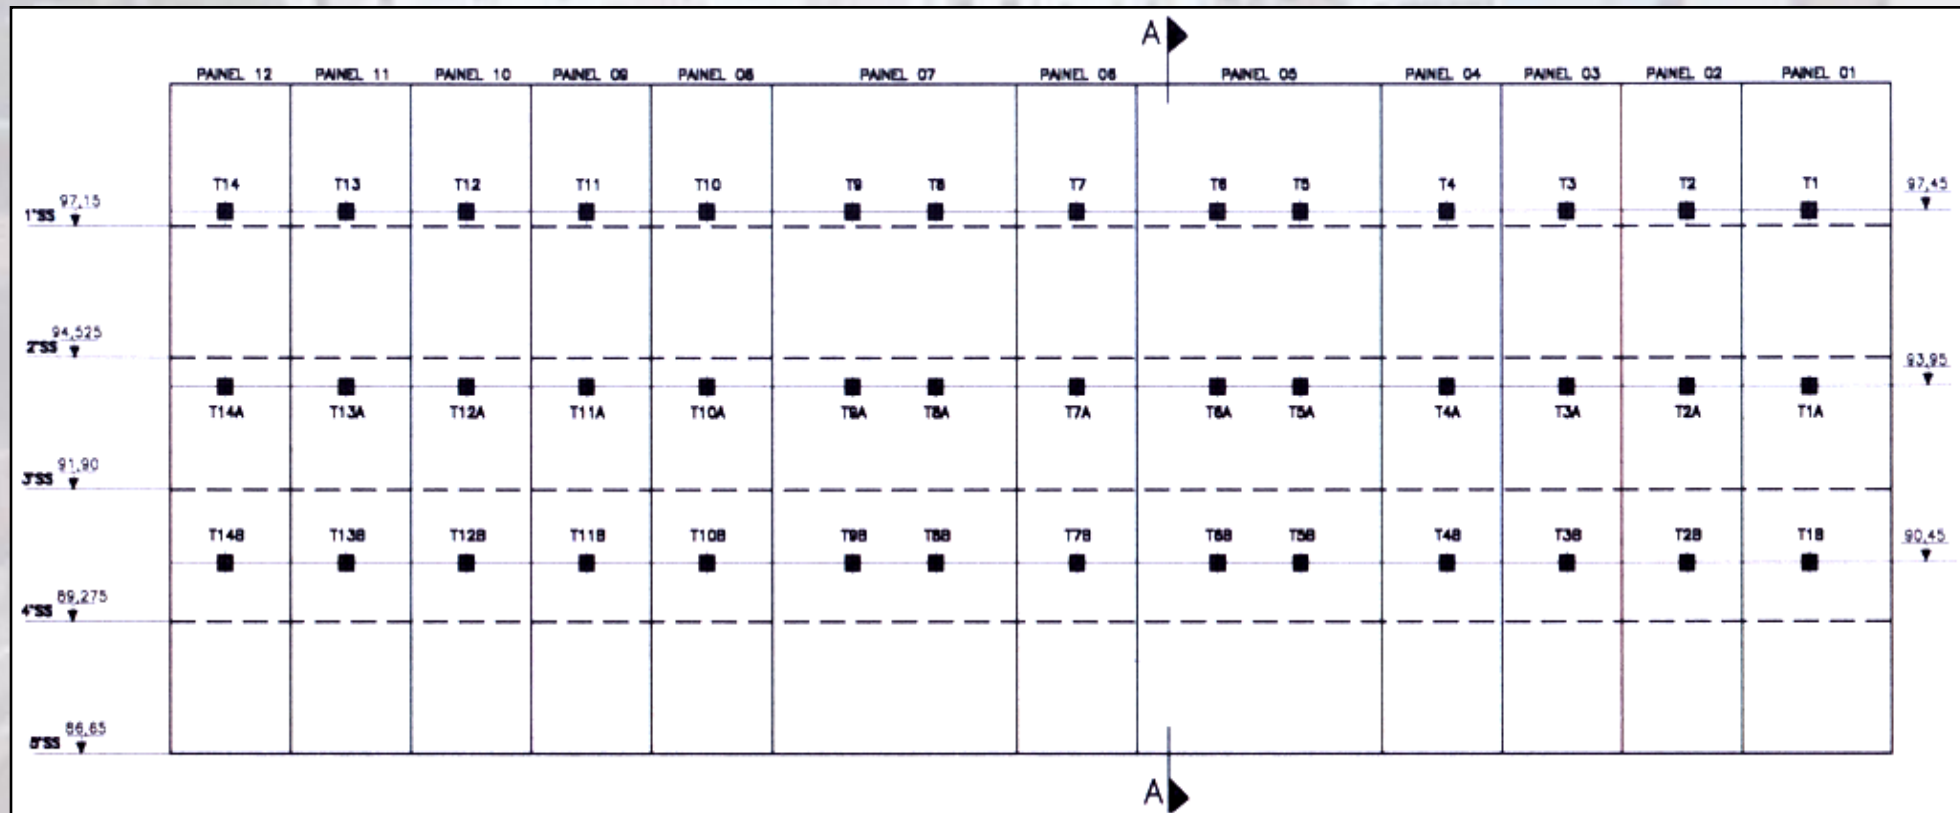 A
PAINEL 12 PAINEL 11 PAINEL 10 PAINEL 09 PAINEL 08 PAINEL 07 PAINEL 06 PAINEL 05 PAINEL 04 PAINEL 03 PAINEL 02 PAINEL 01
T14 T13 T12 T11 T10 T9 T8 T7 T6 T5 T4 T3 T2 T1
97,15 97,45
1°SS
94,525
2°SS
93,95
T14A T13A T12A T11A T10A T9A T8A T7A T6A T5A T4A T3A T2A T1A
91,90
3°SS
T14B T13B T12B T11B T10B T9B T8B T7B T6B T5B T4B T3B T2B T1B
90,45
89,275
4°SS
86,65
5°SS
A